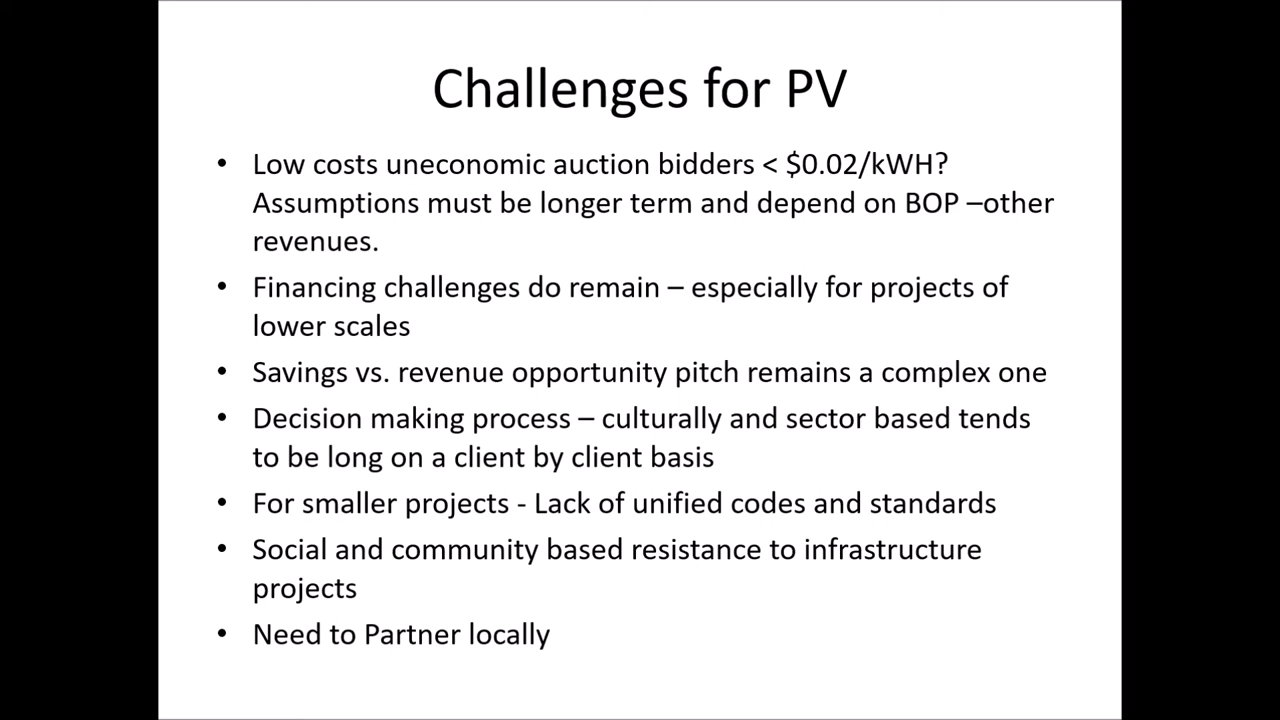 Challenges for PV
• Low costs uneconomic auction bidders < $0.02/kWH?
Assumptions must be longer term and depend on BOP –other
revenues.
• Financing challenges do remain – especially for projects of
lower scales
• Savings vs. revenue opportunity pitch remains a complex one
• Decision making process – culturally and sector based tends
to be long on a client by client basis
• For smaller projects - Lack of unified codes and standards
• Social and community based resistance to infrastructure
projects
• Need to Partner locally